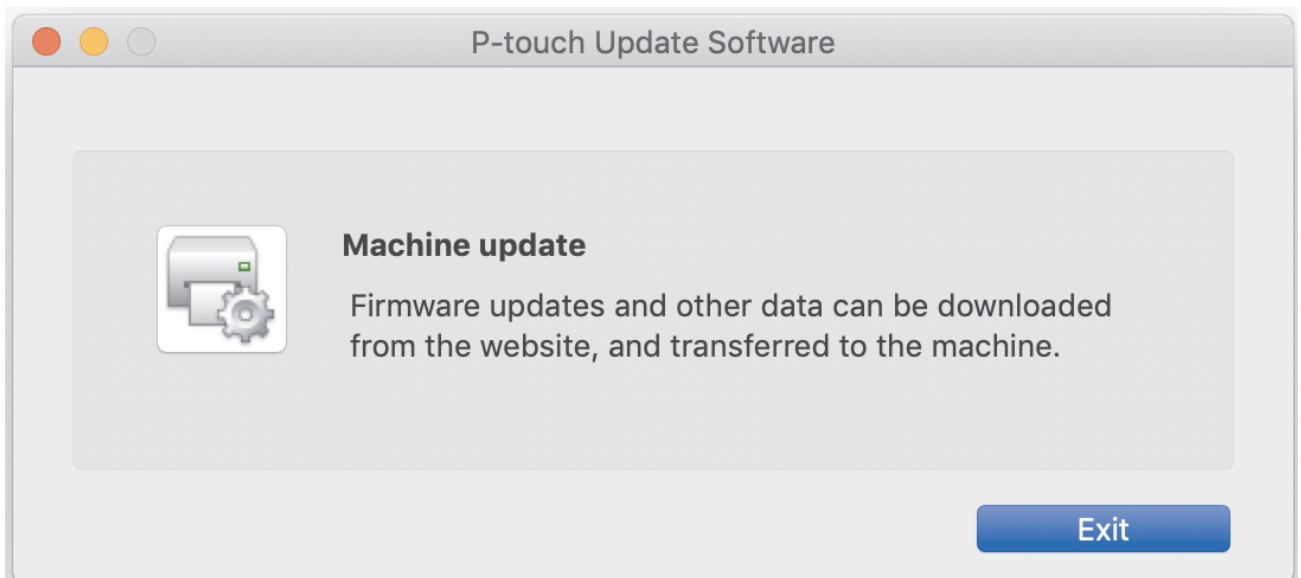 P-touch Update Software
Machine update
Firmware updates and other data can be downloaded
from the website, and transferred to the machine.
Exit